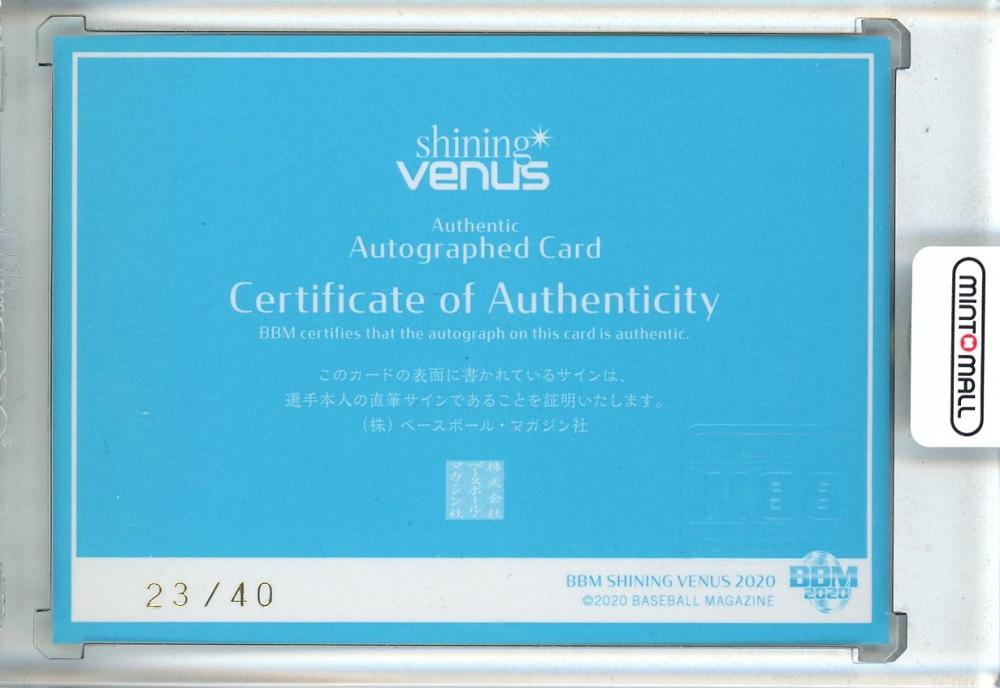 shining
venus
Authentic
Autographed Card
Certificate of Authenticity
BBM certifies that the autograph on this card is authentic.
このカードの表面に書かれているサインは、
選手本人の直筆サインであることを証明いたします。
（株）ベースボール・マガジン社
株式会社
ベースボール・
マガジン社
23/40
BBM SHINING VENUS 2020
©2020 BASEBALL MAGAZINE
BBM
2020
MINT MALL